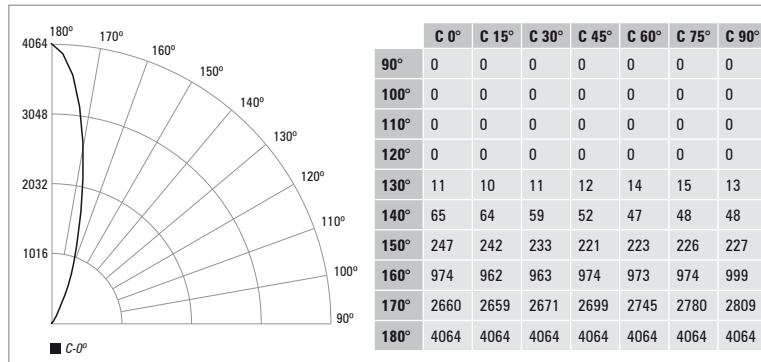 180º
4064
170º
160º
150º
3048
140º
130º
2032
120º
110º
1016
100º
90º
C-0º
C 0° C 15° C 30° C 45° C 60° C 75° C 90°
90° 0 0 0 0 0 0 0
100° 0 0 0 0 0 0 0
110° 0 0 0 0 0 0 0
120° 0 0 0 0 0 0 0
130° 11 10 11 12 14 15 13
140° 65 64 59 52 47 48 48
150° 247 242 233 221 223 226 227
160° 974 962 963 974 973 974 999
170° 2660 2659 2671 2699 2745 2780 2809
180° 4064 4064 4064 4064 4064 4064 4064